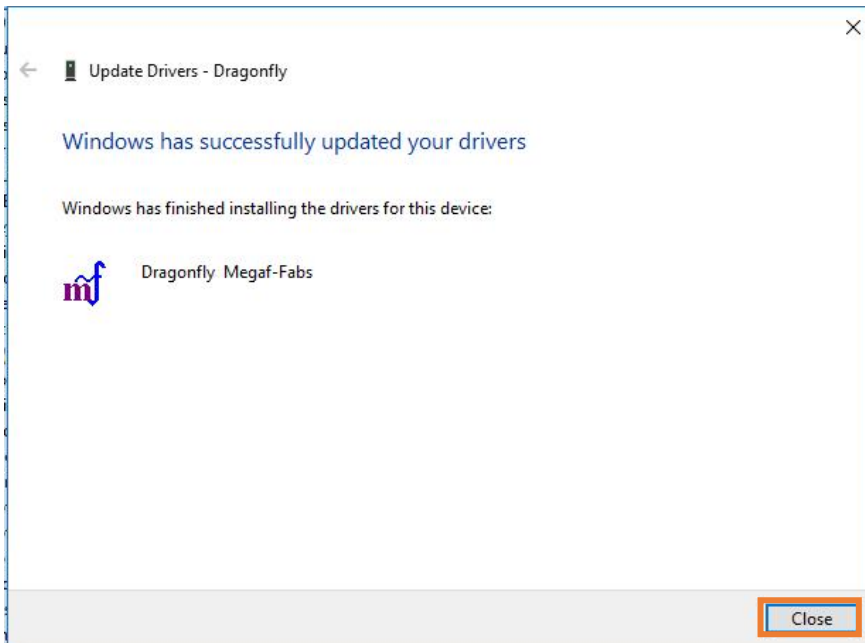 Update Drivers - Dragonfly
Windows has successfully updated your drivers
Windows has finished installing the drivers for this device:
mf
Dragonfly Megaf-Fabs
Close